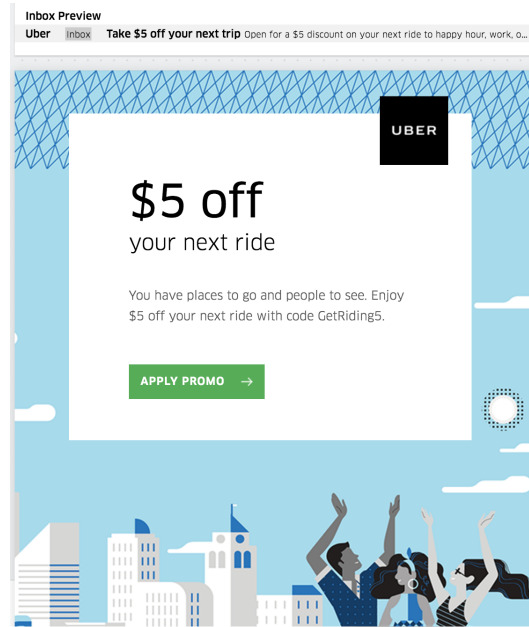 Inbox Preview
Uber Inbox Take $5 off your next trip Open for a $5 discount on your next ride to happy hour, work, o...
UBER
$5 off
your next ride
You have places to go and people to see. Enjoy
$5 off your next ride with code GetRiding5.
APPLY PROMO →